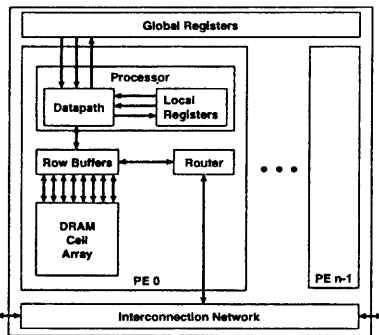 Global Registers
Processor
Datapath
Local
Registers
Row Buffers
Router
DRAM
Cell
Array
PE 0
PE n-1
Interconnection Network